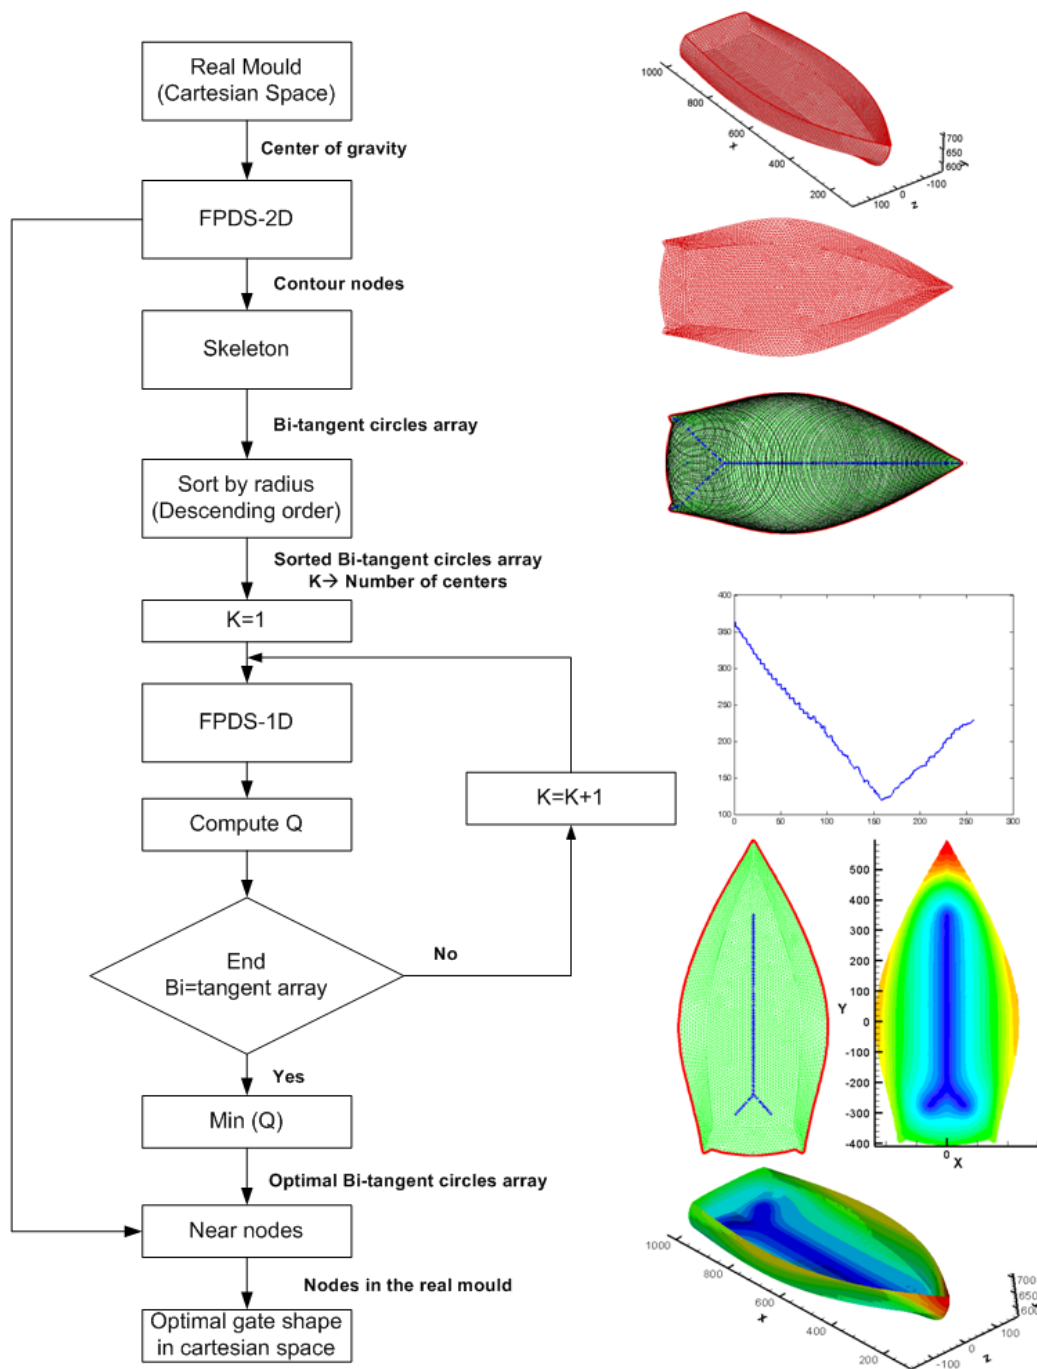 Real Mould
(Cartesian Space)
Center of gravity
FPDS-2D
Contour nodes
Skeleton
Bi-tangent circles array
Sort by radius
(Descending order)
Sorted Bi-tangent circles array
K→ Number of centers
K=1
FPDS-1D
K=K+1
Compute Q
End
Bi=tangent array
No
Yes
Min (Q)
Optimal Bi-tangent circles array
Near nodes
Nodes in the real mould
Optimal gate shape
in cartesian space
1000
800
600
400
200
x
100
0
-100
z
700
650
600
y
400
350
300
250
200
150
100
0
50
100
150
200
250
300
500
400
300
200
100
0
-100
-200
-300
-400
Y
0
X
1000
800
600
400
200
x
-100
0
100
z
700
650
600